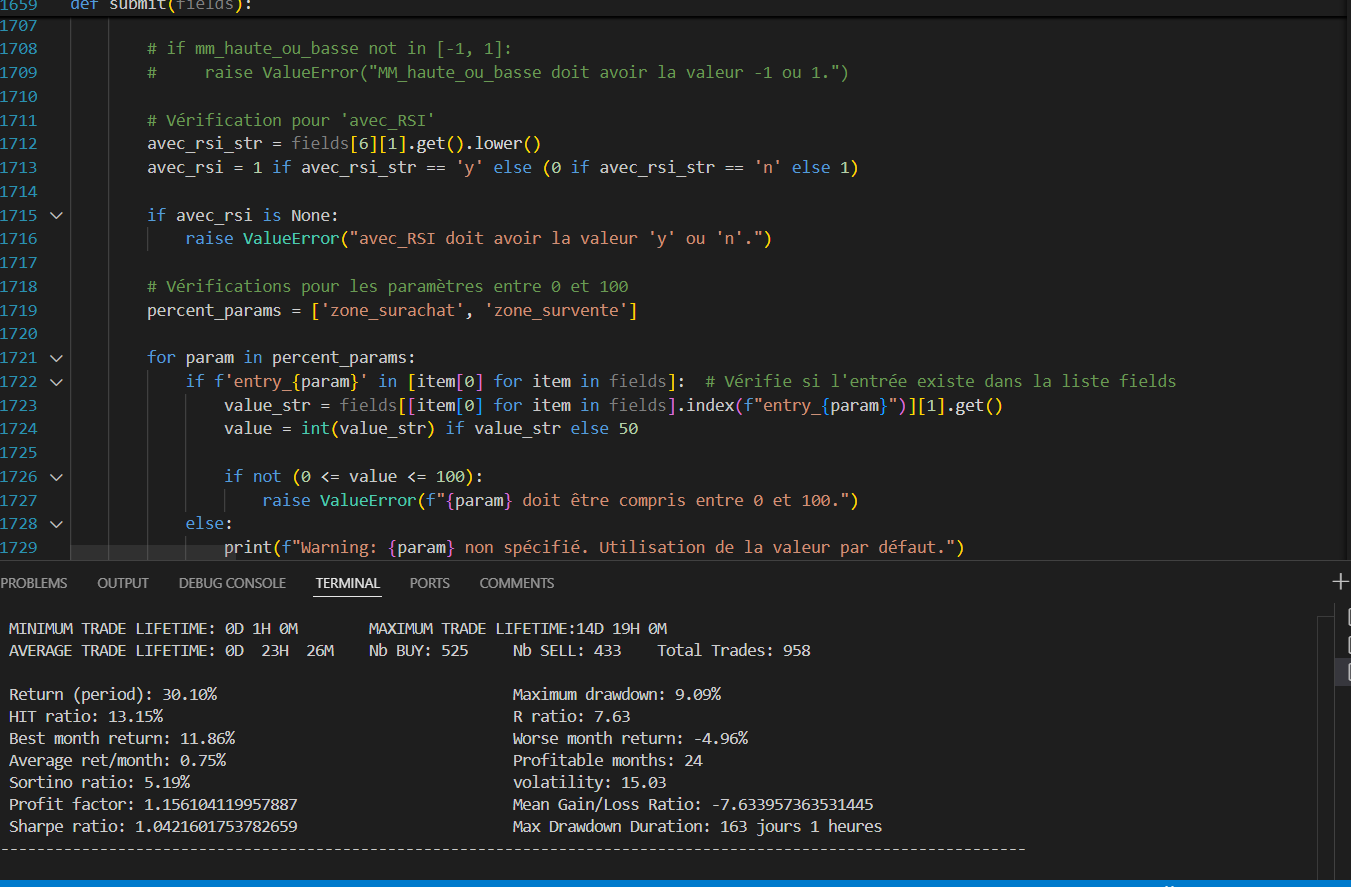 1659 def submit(fields):
1707
1708 # if mm_haute_ou_basse not in [-1, 1]:
1709 #     raise ValueError("MM_haute_ou_basse doit avoir la valeur -1 ou 1.")
1710
1711 # Vérification pour 'avec_RSI'
1712 avec_rsi_str = fields[6][1].get().lower()
1713 avec_rsi = 1 if avec_rsi_str == 'y' else (0 if avec_rsi_str == 'n' else 1)
1714
1715 if avec_rsi is None:
1716     raise ValueError("avec_RSI doit avoir la valeur 'y' ou 'n'.")
1717
1718 # Vérifications pour les paramètres entre 0 et 100
1719 percent_params = ['zone_surachat', 'zone_survente']
1720
1721 for param in percent_params:
1722     if f'entry_{param}' in [item[0] for item in fields]:  # Vérifie si l'entrée existe dans la liste fields
1723         value_str = fields[[item[0] for item in fields].index(f"entry_{param}")][1].get()
1724         value = int(value_str) if value_str else 50
1725
1726         if not (0 <= value <= 100):
1727             raise ValueError(f"{param} doit être compris entre 0 et 100.")
1728     else:
1729         print(f"Warning: {param} non spécifié. Utilisation de la valeur par défaut.")
PROBLEMS OUTPUT DEBUG CONSOLE TERMINAL PORTS COMMENTS
MINIMUM TRADE LIFETIME: 0D 1H 0M MAXIMUM TRADE LIFETIME:14D 19H 0M
AVERAGE TRADE LIFETIME: 0D 23H 26M Nb BUY: 525 Nb SELL: 433 Total Trades: 958
Return (period): 30.10% Maximum drawdown: 9.09%
HIT ratio: 13.15% R ratio: 7.63
Best month return: 11.86% Worse month return: -4.96%
Average ret/month: 0.75% Profitable months: 24
Sortino ratio: 5.19% volatility: 15.03
Profit factor: 1.156104119957887 Mean Gain/Loss Ratio: -7.633957363531445
Sharpe ratio: 1.0421601753782659 Max Drawdown Duration: 163 jours 1 heures